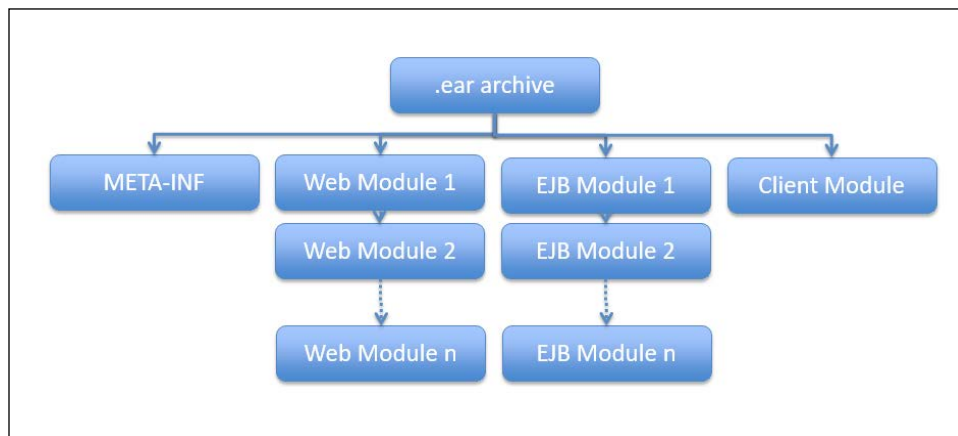 .ear archive
META-INF
Web Module 1
EJB Module 1
Client Module
Web Module 2
EJB Module 2
Web Module n
EJB Module n